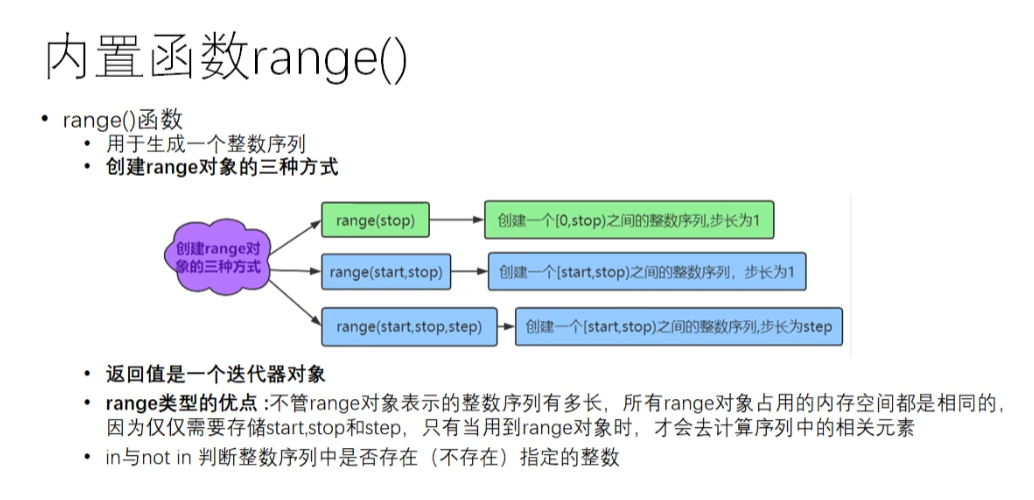 内置函数range()
• range()函数
• 用于生成一个整数序列
• 创建range对象的三种方式
创建range对
象的三种方式
range(stop)
创建一个[0,stop)之间的整数序列,步长为1
range(start,stop)
创建一个[start,stop)之间的整数序列，步长为1
range(start,stop,step)
创建一个[start,stop)之间的整数序列,步长为step
• 返回值是一个迭代器对象
• range类型的优点 :不管range对象表示的整数序列有多长，所有range对象占用的内存空间都是相同的，
因为仅仅需要存储start,stop和step，只有当用到range对象时，才会去计算序列中的相关元素
• in与not in 判断整数序列中是否存在（不存在）指定的整数